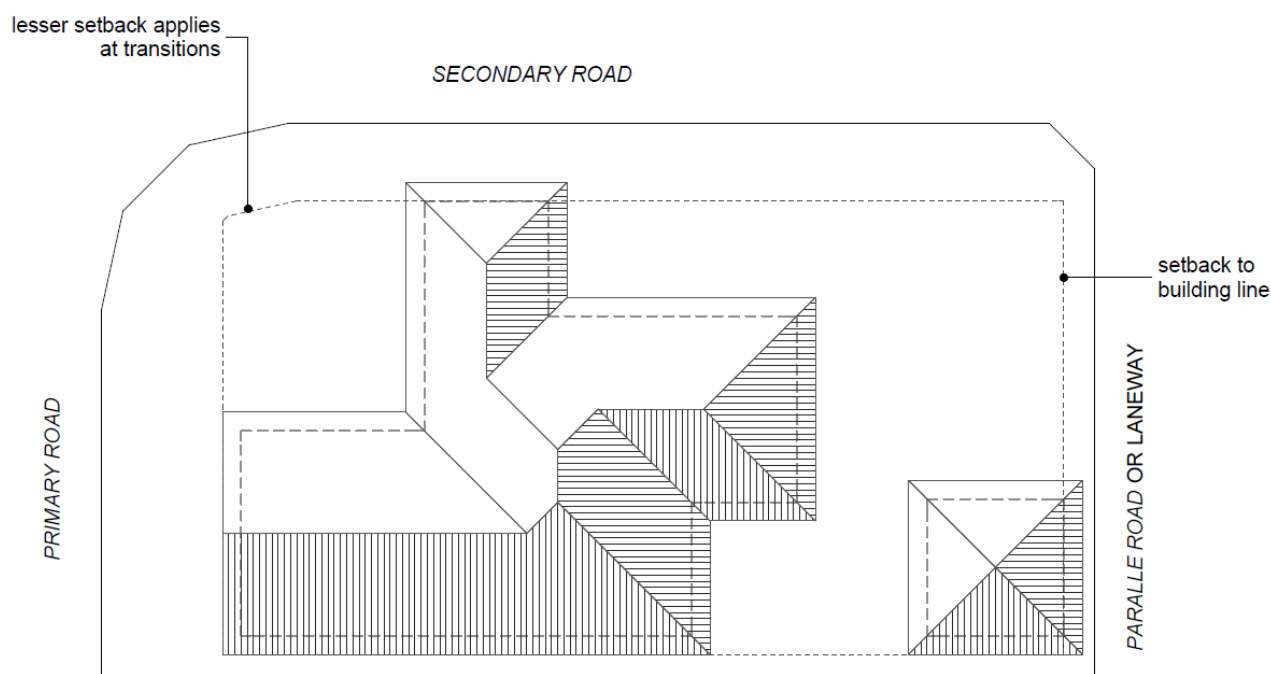 lesser setback applies
at transitions
SECONDARY ROAD
setback to
building line
PRIMARY ROAD
PARALLE ROAD OR LANEWAY